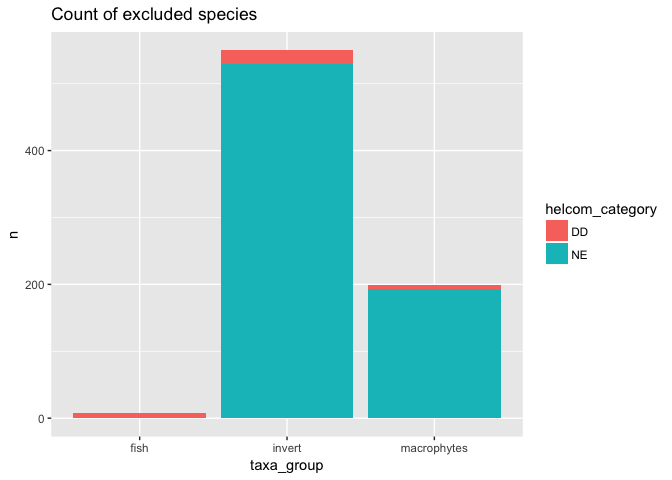 Count of excluded species
n
400
200
0
fish
invert
macrophytes
taxa_group
helcom_category
DD
NE